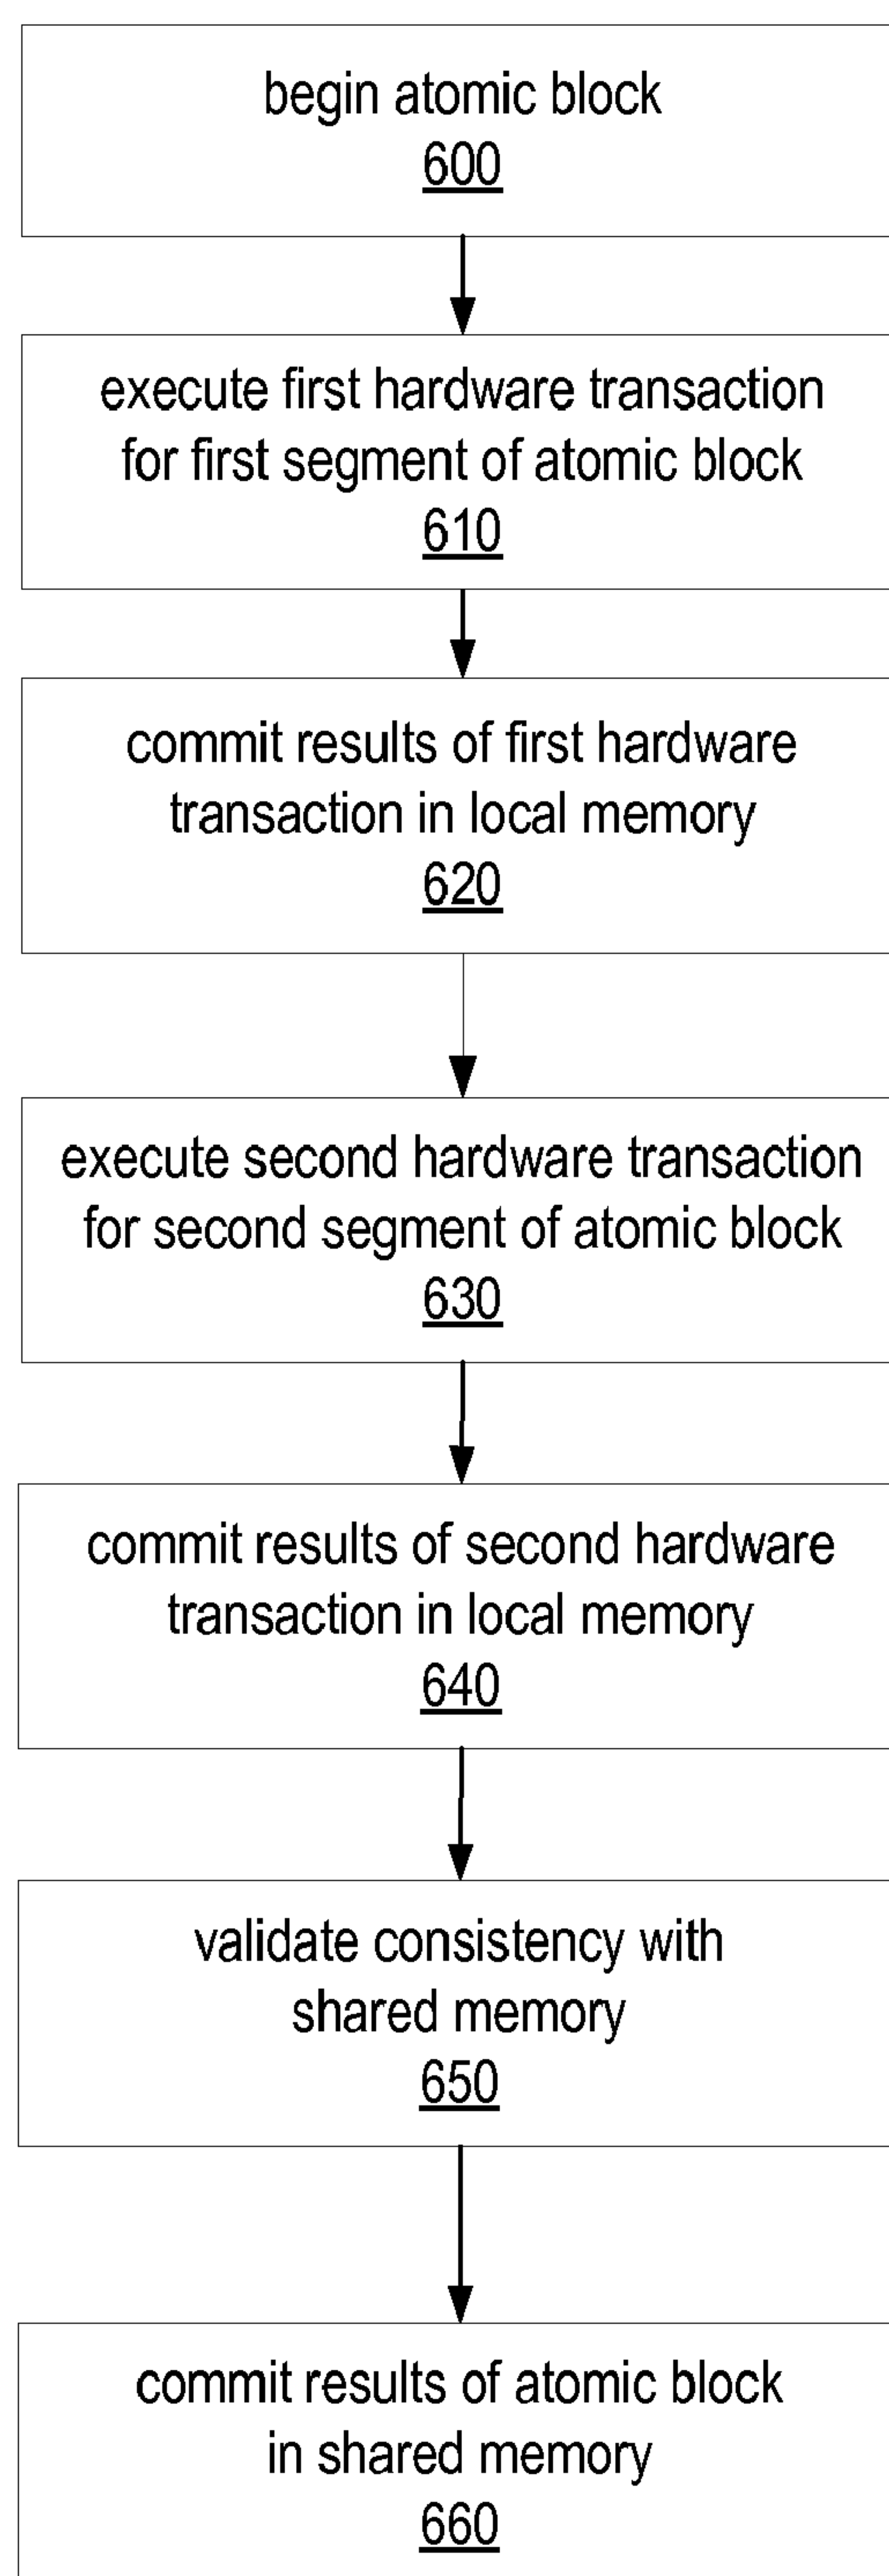 begin atomic block
600
execute first hardware transaction
for first segment of atomic block
610
commit results of first hardware
transaction in local memory
620
execute second hardware transaction
for second segment of atomic block
630
commit results of second hardware
transaction in local memory
640
validate consistency with
shared memory
650
commit results of atomic block
in shared memory
660